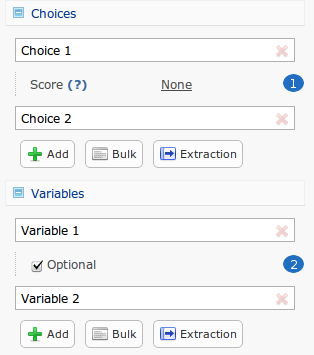 Choices
Choice 1
Score (?) None 1
Choice 2
Add Bulk Extraction
Variables
Variable 1
Optional 2
Variable 2
Add Bulk Extraction